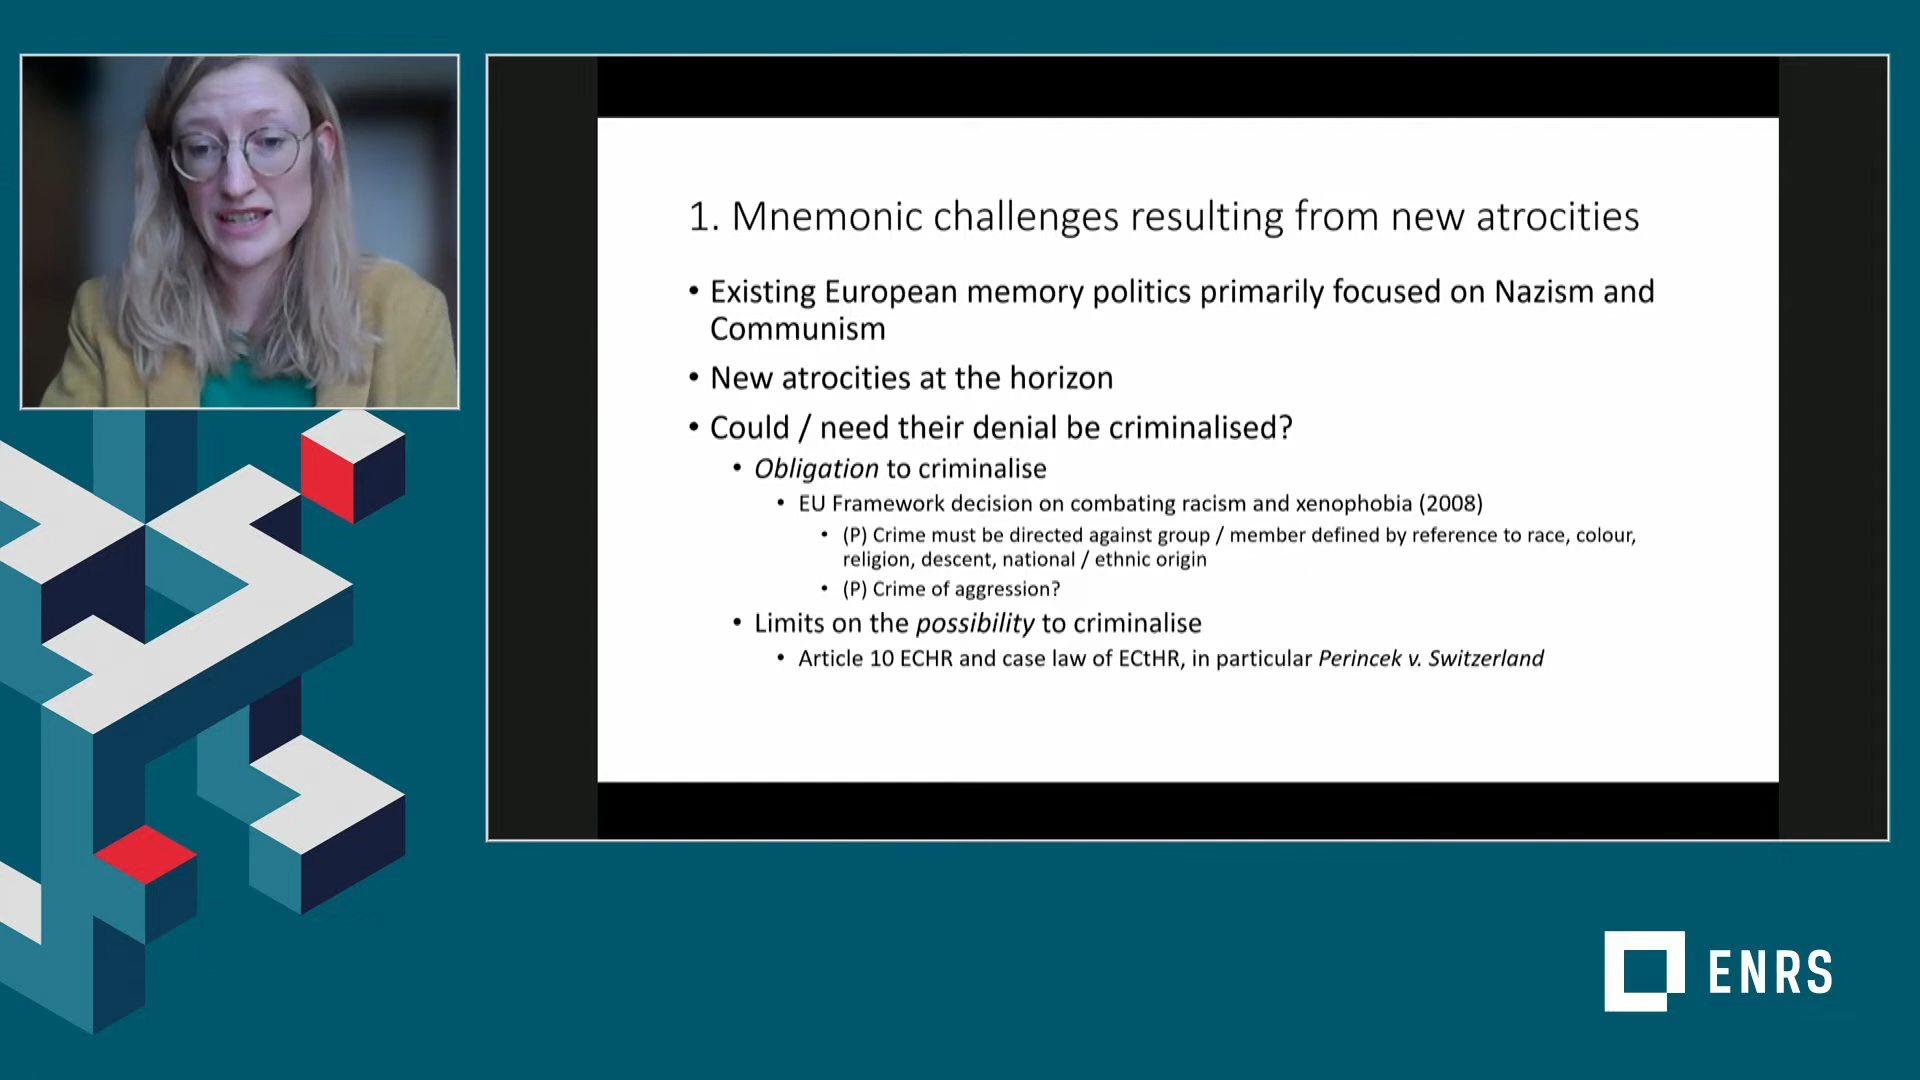 1. Mnemonic challenges resulting from new atrocities
• Existing European memory politics primarily focused on Nazism and
Communism
• New atrocities at the horizon
• Could / need their denial be criminalised?
• Obligation to criminalise
• EU Framework decision on combating racism and xenophobia (2008)
• (P) Crime must be directed against group / member defined by reference to race, colour,
religion, descent, national / ethnic origin
• (P) Crime of aggression?
• Limits on the possibility to criminalise
• Article 10 ECHR and case law of ECtHR, in particular Perincek v. Switzerland
ENRS